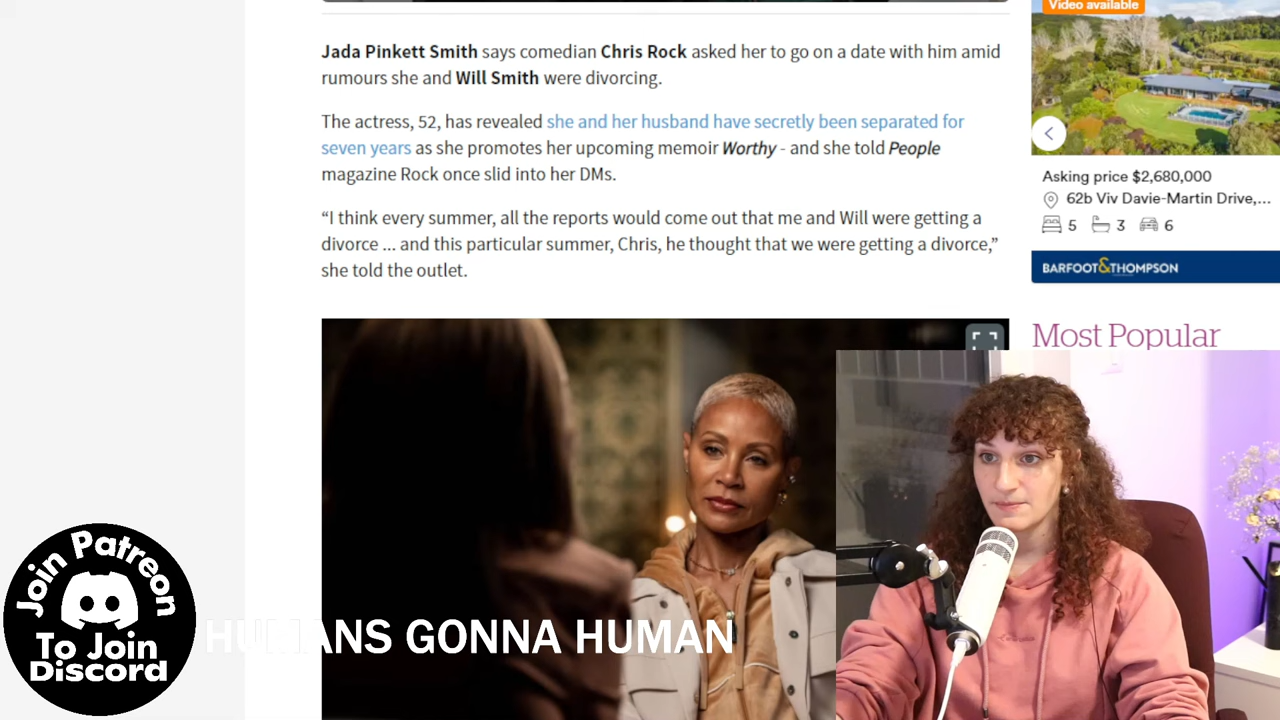 Jada Pinkett Smith says comedian Chris Rock asked her to go on a date with him amid
rumours she and Will Smith were divorcing.
The actress, 52, has revealed she and her husband have secretly been separated for
seven years as she promotes her upcoming memoir Worthy - and she told People
magazine Rock once slid into her DMs.
“I think every summer, all the reports would come out that me and Will were getting a
divorce ... and this particular summer, Chris, he thought that we were getting a divorce,”
she told the outlet.
Video available
Asking price $2,680,000
62b Viv Davie-Martin Drive,...
5 3 6
BARFOOT&THOMPSON
Most Popular
Join Patreon
To Join
Discord
HUMANS GONNA HUMAN